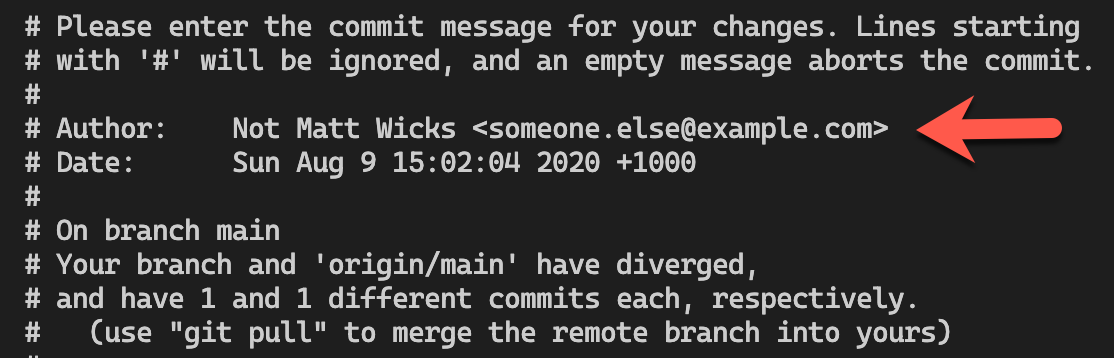 # Please enter the commit message for your changes. Lines starting
# with '#' will be ignored, and an empty message aborts the commit.
#
# Author:    Not Matt Wicks <someone.else@example.com>
# Date:      Sun Aug 9 15:02:04 2020 +1000
#
# On branch main
# Your branch and 'origin/main' have diverged,
# and have 1 and 1 different commits each, respectively.
#   (use "git pull" to merge the remote branch into yours)
#